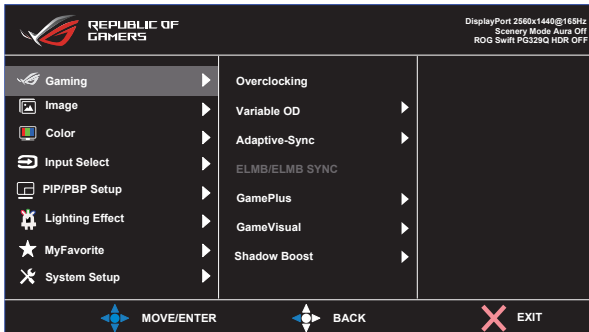 REPUBLIC OF
GAMERS
DisplayPort 2560x1440@165Hz
Scenery Mode Aura Off
ROG Swift PG329Q HDR OFF
Gaming
Image
Color
Input Select
PIP/PBP Setup
Lighting Effect
MyFavorite
System Setup
Overclocking
Variable OD
Adaptive-Sync
ELMB/ELMB SYNC
GamePlus
GameVisual
Shadow Boost
MOVE/ENTER
BACK
EXIT